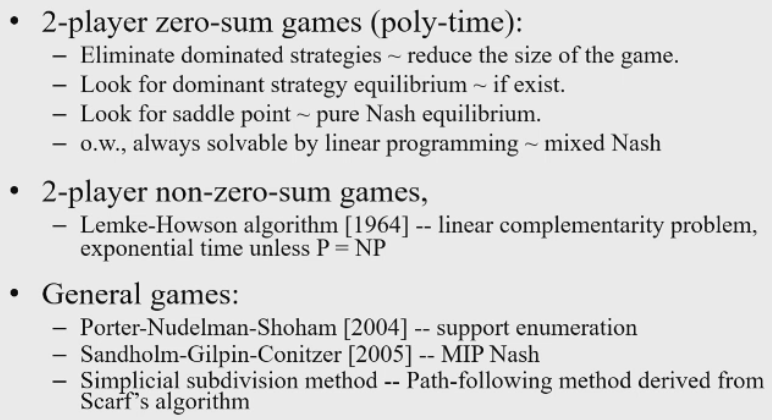 • 2-player zero-sum games (poly-time):
– Eliminate dominated strategies ~ reduce the size of the game.
– Look for dominant strategy equilibrium ~ if exist.
– Look for saddle point ~ pure Nash equilibrium.
– o.w., always solvable by linear programming ~ mixed Nash
• 2-player non-zero-sum games,
– Lemke-Howson algorithm [1964] -- linear complementarity problem,
exponential time unless P = NP
• General games:
– Porter-Nudelman-Shoham [2004] -- support enumeration
– Sandholm-Gilpin-Conitzer [2005] -- MIP Nash
– Simplicial subdivision method -- Path-following method derived from
Scarf's algorithm